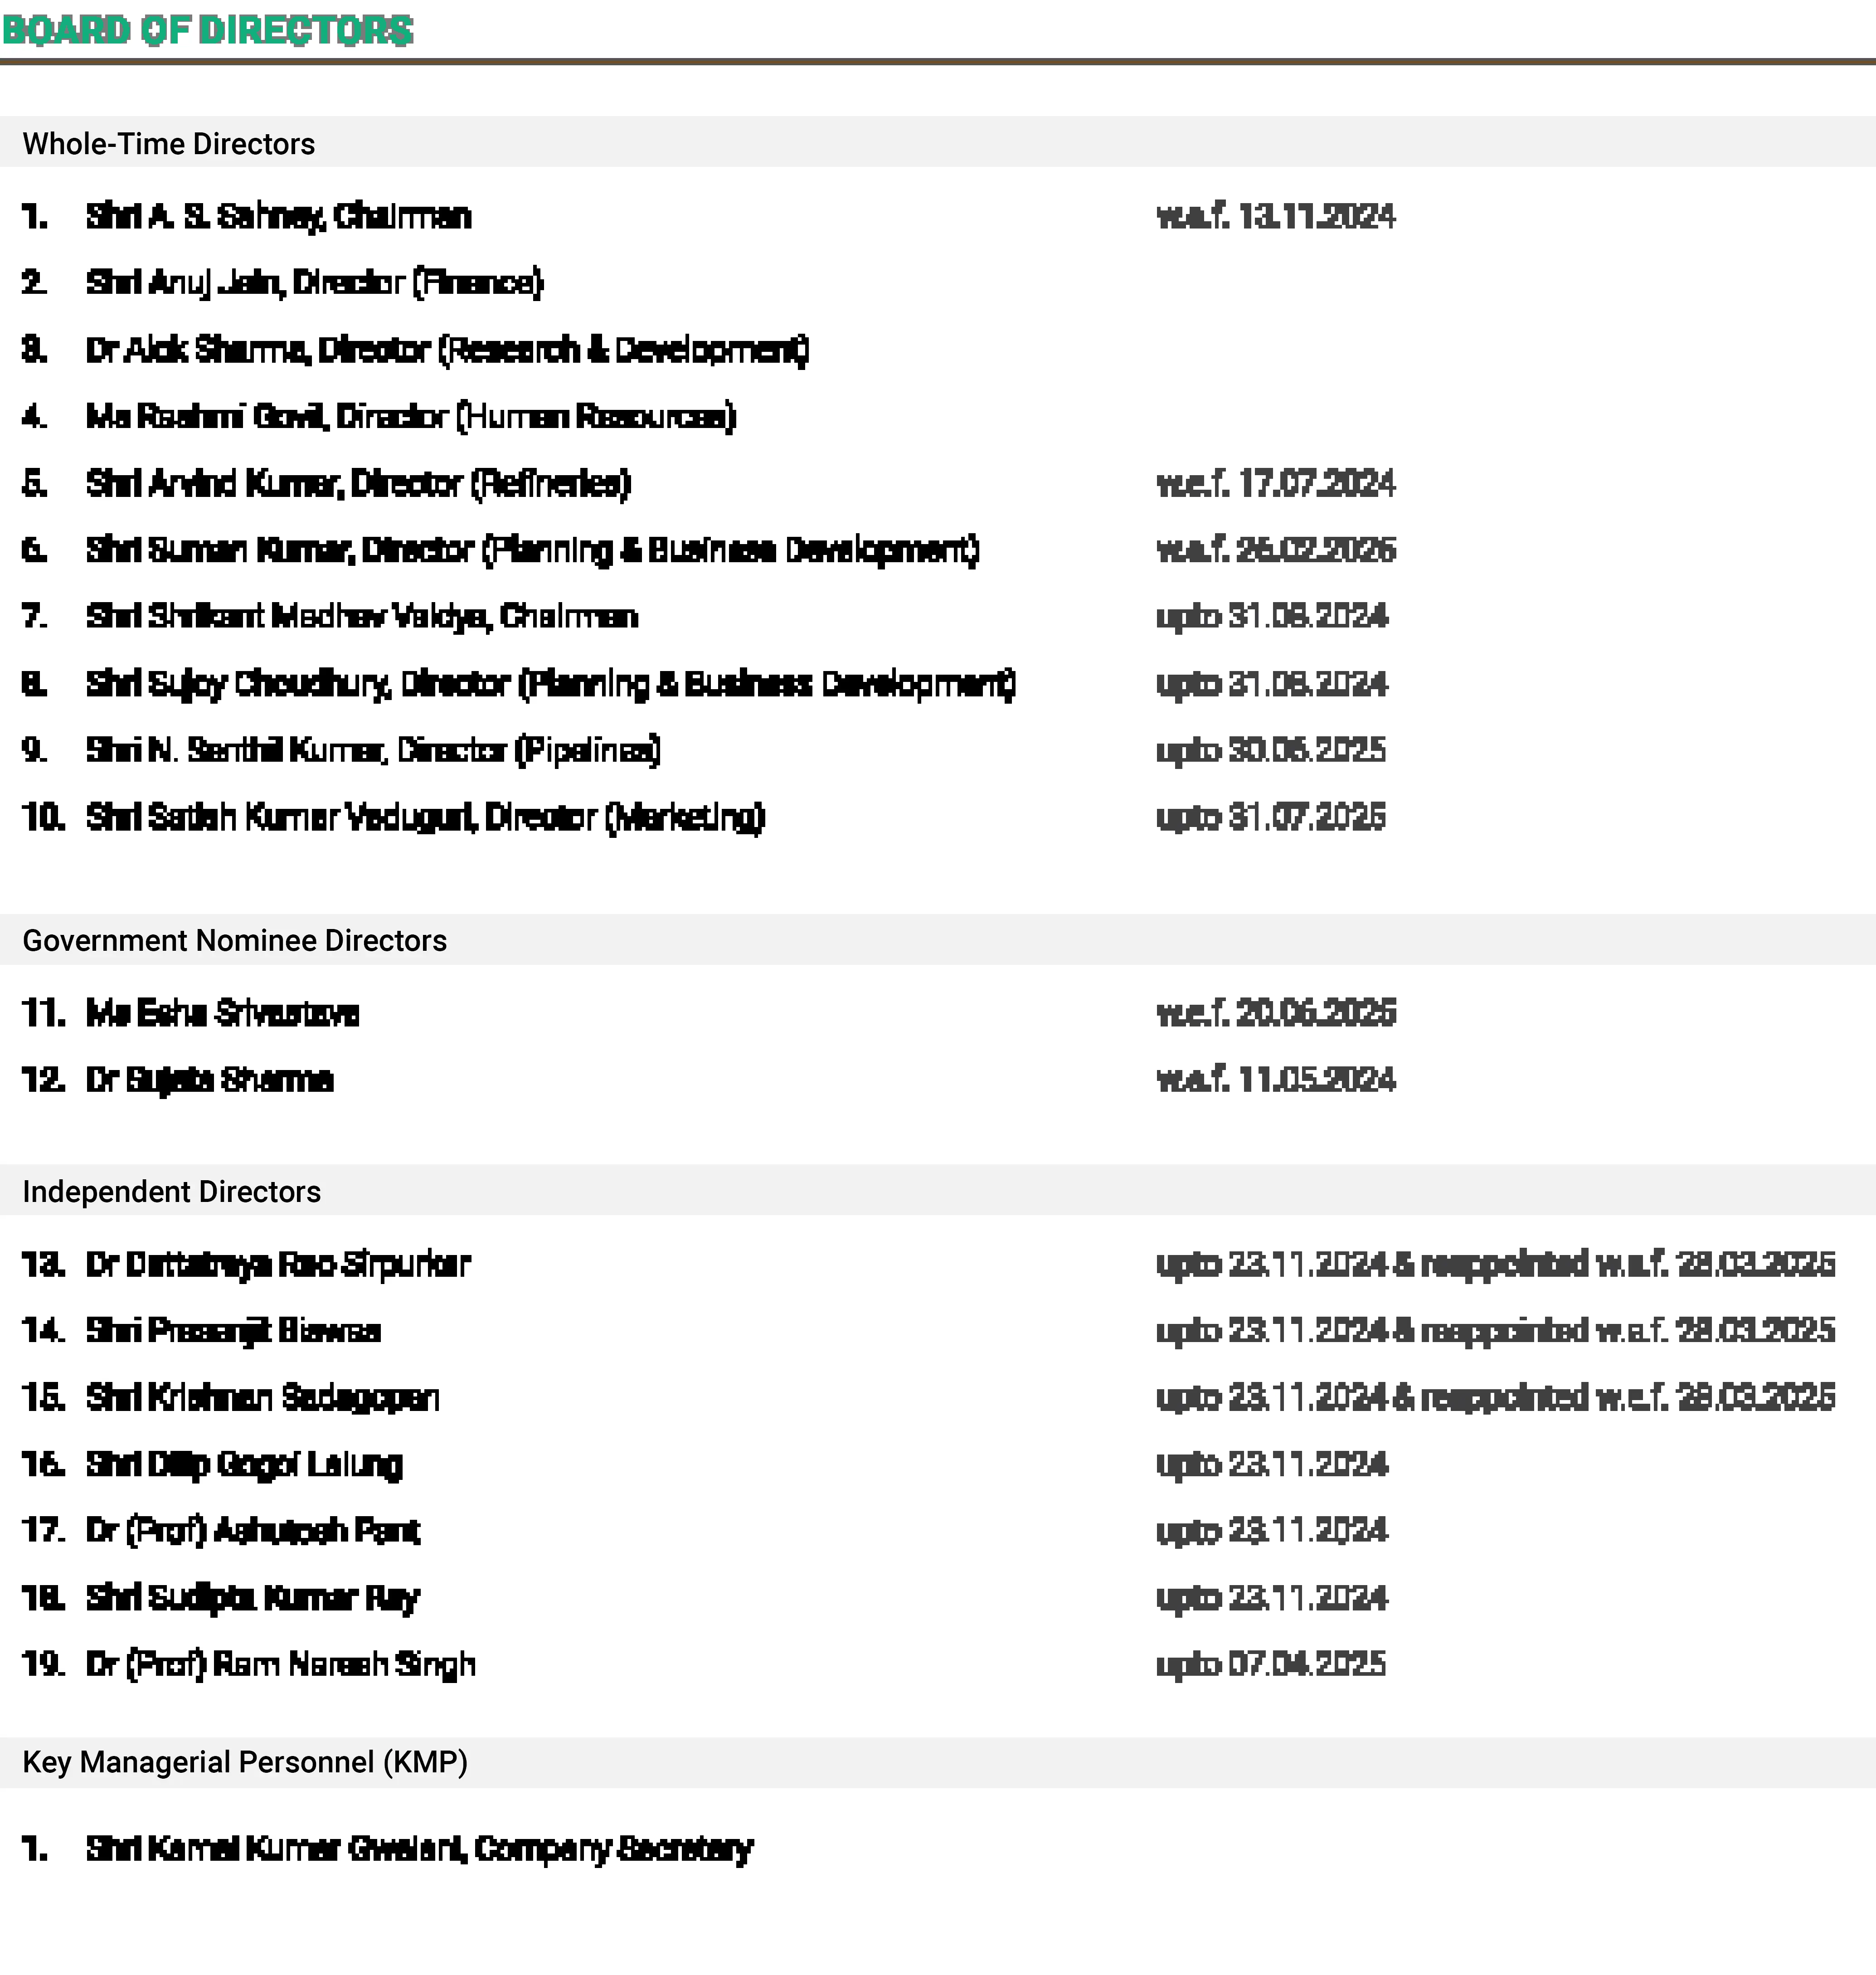 BOARD OF DIRECTORS
Whole-Time Directors
1. Shri A. S. Sahney, Chairman w.e.f. 13.11.2024
2. Shri Anuj Jain, Director (Finance)
3. Dr Alok Sharma, Director (Research & Development)
4. Ms Rashmi Govil, Director (Human Resources)
5. Shri Arvind Kumar, Director (Refineries) w.e.f. 17.07.2024
6. Shri Suman Kumar, Director (Planning & Business Development) w.e.f.
7. Shri Shrikant Madhav Vaidya, Chairman upto 31.08.2024
8. Shri Sujoy Choudhury, Director (Planning & Business Development) upto 31.08.2024
9. Shri N. Senthil Kumar, Director (Pipelines) upto
10. Shri Satish Kumar Vaduguri, Director (Marketing) upto 31.07.2025
Government Nominee Directors
11. Ms Esha Srivastava w.e.f. 20.06.2025
12. Dr Sujata Sharma w.e.f. 11.05.2024
Independent Directors
13. Dr Dattatreya Rao Sirpurker upto 23.11.2024 & reappointed w.e.f. 28.03.2025
14. Shri Prasenjit Biswas upto 23.11.2024 & reappointed w.e.f. 28.03.2025
15. Shri Krishnan Sadagopan upto 23.11.2024 & reappointed w.e.f. 28.03.2025
16. Shri Dilip Gogoi Lalung upto 23.11.2024
17. Dr (Prof) Ashutosh Pant upto 23.11.2024
18. Shri Sudipta Kumar Ray upto 23.11.2024
19. Dr (Prof) Ram Naresh Singh upto 07.04.2025
Key Managerial Personnel (KMP)
1. Shri Kamal Kumar Gwalani, Company Secretary